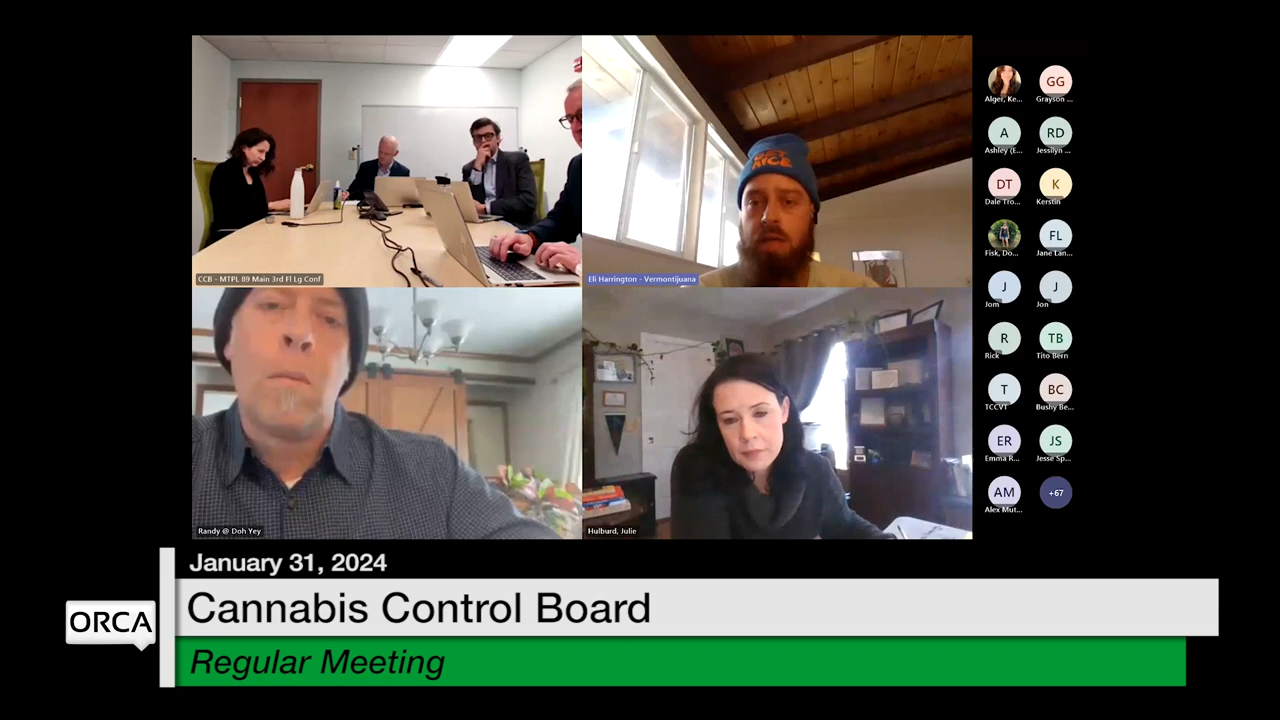 CCB - MTPL 89 Main 3rd Fl Lg Conf
Eli Harrington - Vermontijuana
NICE
Randy @ Doh Yey
Hulburd, Julie
Alger, Ke...
GG
Grayson ...
A
Ashley (E...
RD
Jessilyn ...
DT
Dale Tro...
K
Kerstin
Fisk, Do...
FL
Jane Lan...
J
Jom
J
Jon
R
Rick
TB
Tito Bern
T
TCCVT
BC
Bushy Be...
ER
Emma R...
JS
Jesse Sp...
AM
Alex Mut...
+67
January 31, 2024
ORCA
Cannabis Control Board
Regular Meeting